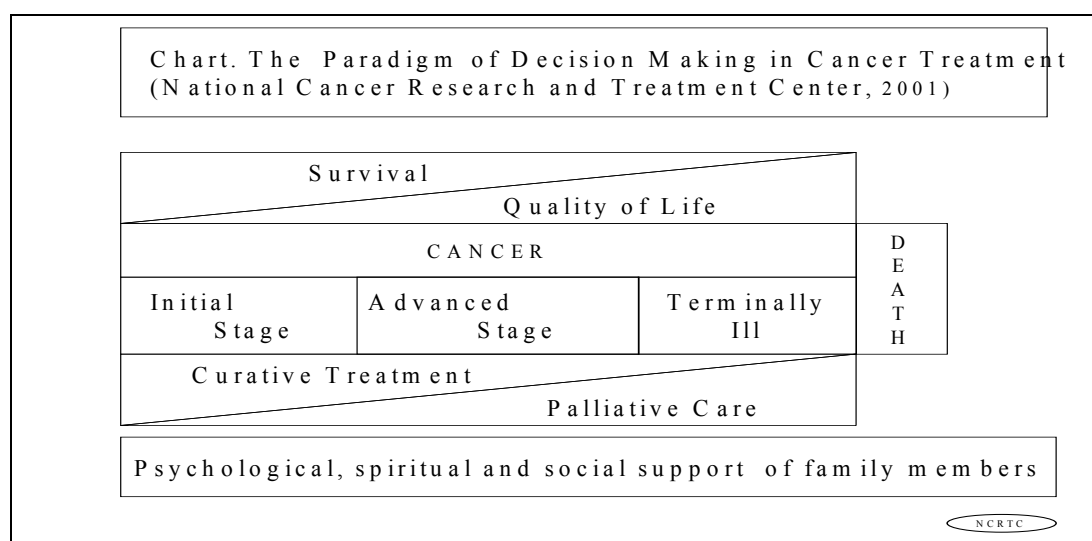 Chart. The Paradigm of Decision Making in Cancer Treatment
(National Cancer Research and Treatment Center, 2001)
Survival
Quality of Life
CANCER
DEATH
Initial
Stage
Advanced
Stage
Terminally
Ill
Curative Treatment
Palliative Care
Psychological, spiritual and social support of family members
NCRTC